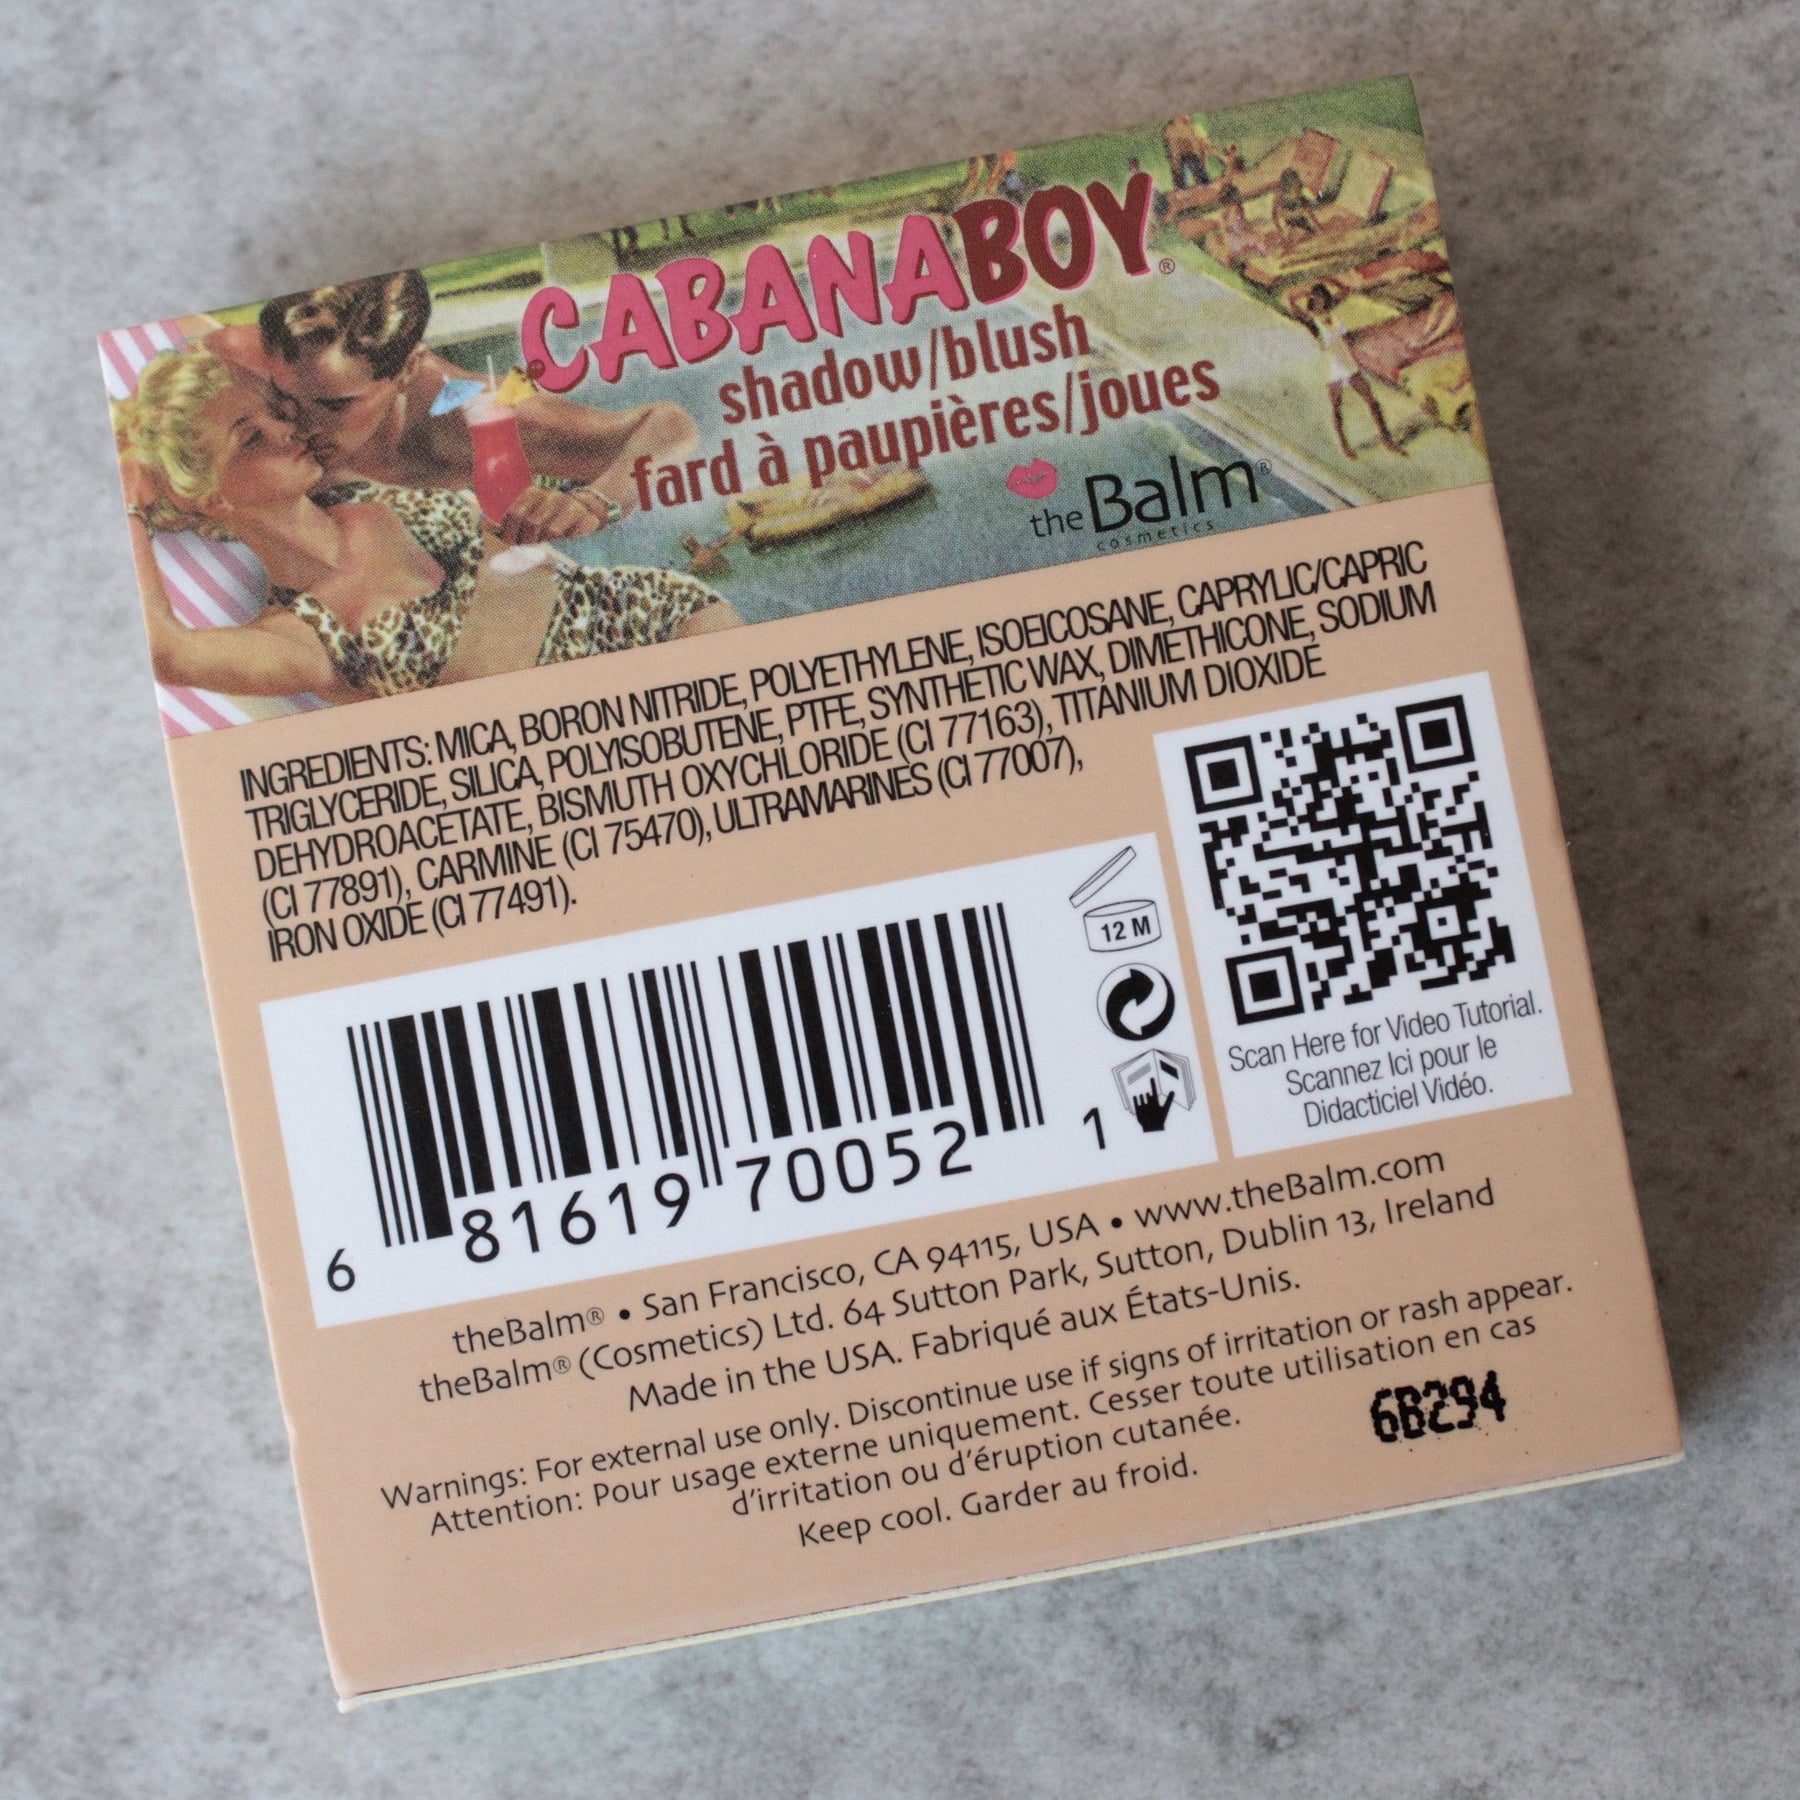 CABANABOY®
shadow/blush
fard à paupières/joues
theBalm®
cosmetics
INGREDIENTS: MICA, BORON NITRIDE, POLYETHYLENE, ISOEICOSANE, CAPRYLIC/CAPRIC
TRIGLYCERIDE, SILICA, POLYISOBUTENE, PTFE, SYNTHETIC WAX, DIMETHICONE, SODIUM
DEHYDROACETATE, BISMUTH OXYCHLORIDE (CI 77163), TITANIUM DIOXIDE
(CI 77891), CARMINE (CI 75470), ULTRAMARINES (CI 77007),
IRON OXIDE (CI 77491).
12 M
6 81619 70052 1
Scan Here for Video Tutorial.
Scannez Ici pour le
Didacticiel Vidéo.
theBalm® • San Francisco, CA 94115, USA • www.theBalm.com
theBalm® (Cosmetics) Ltd. 64 Sutton Park, Sutton, Dublin 13, Ireland
Made in the USA. Fabriqué aux États-Unis.
Warnings: For external use only. Discontinue use if signs of irritation or rash appear.
Attention: Pour usage externe uniquement. Cesser toute utilisation en cas
d'irritation ou d'éruption cutanée.
Keep cool. Garder au froid.
6B294